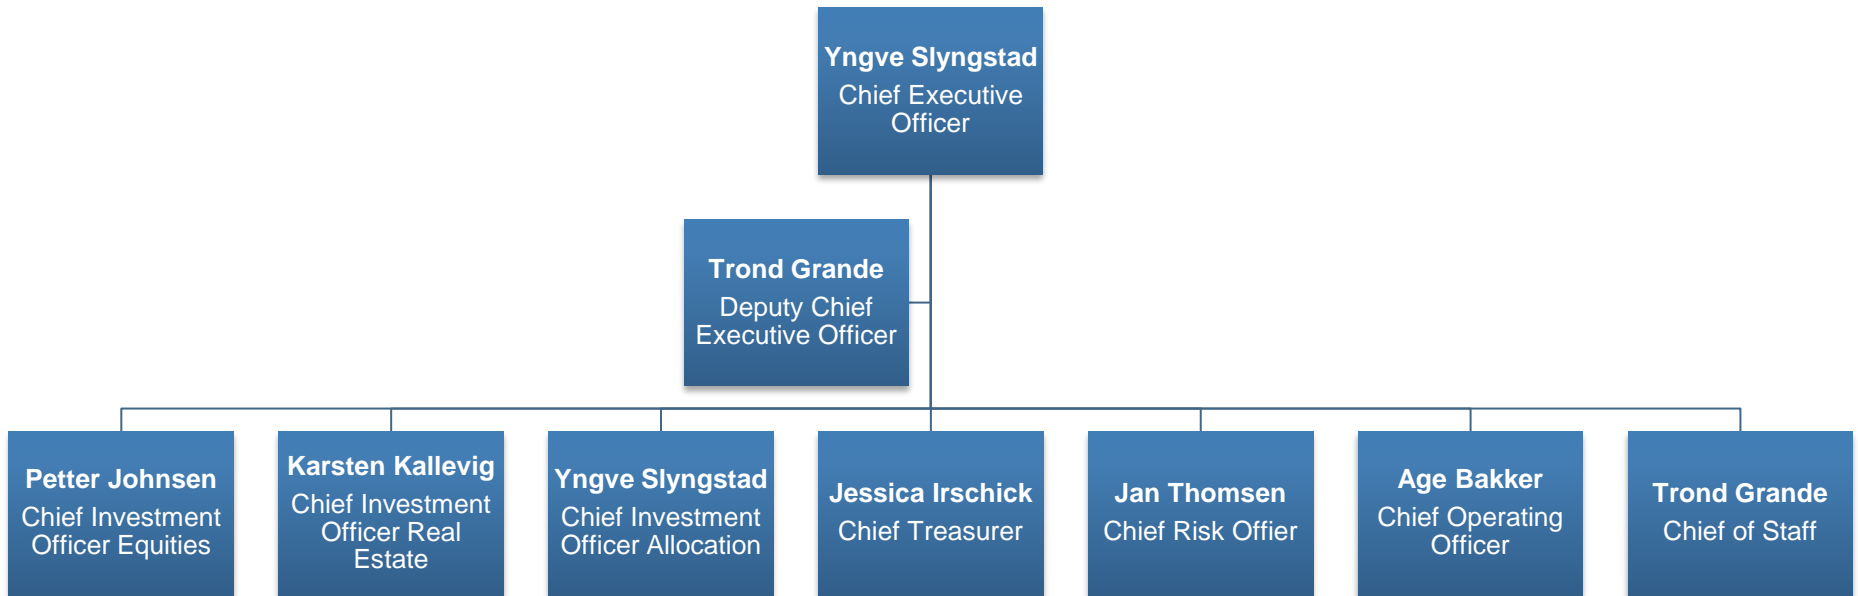 Yngve Slyngstad
Chief Executive
Officer
Trond Grande
Deputy Chief
Executive Officer
Petter Johnsen
Chief Investment
Officer Equities
Karsten Kallevig
Chief Investment
Officer Real
Estate
Yngve Slyngstad
Chief Investment
Officer Allocation
Jessica Irschick
Chief Treasurer
Jan Thomsen
Chief Risk Offier
Age Bakker
Chief Operating
Officer
Trond Grande
Chief of Staff